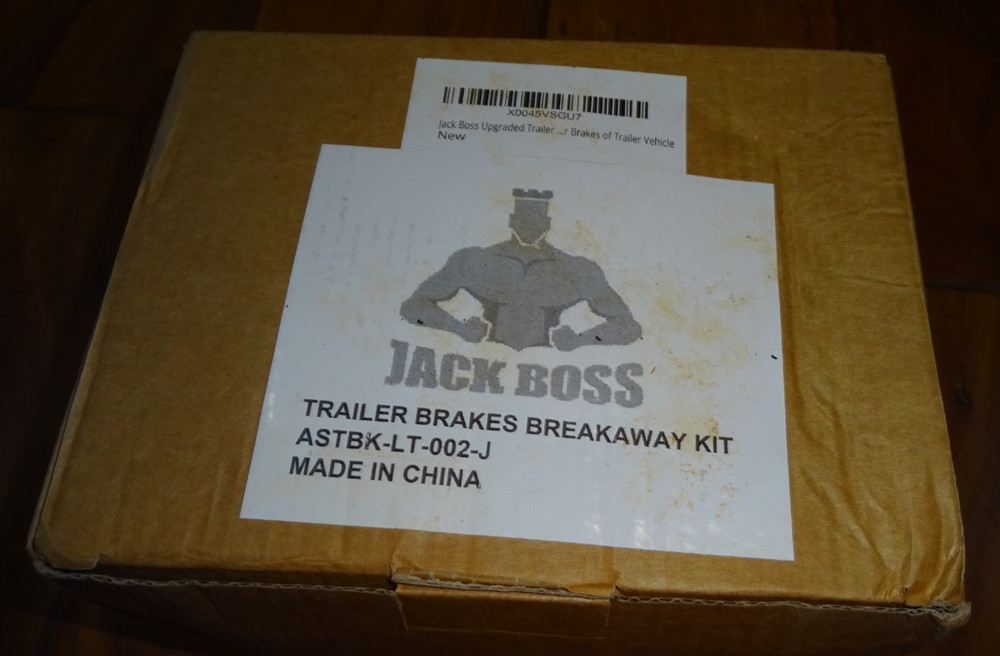 X0045VSGU7
Jack Boss Upgraded Trailer ...r Brakes of Trailer Vehicle
New
JACK BOSS
TRAILER BRAKES BREAKAWAY KIT
ASTBK-LT-002-J
MADE IN CHINA